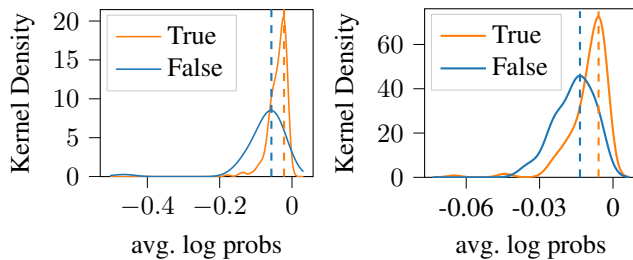 Kernel Density
20
15
10
5
0
True
False
−0.4
−0.2
0
avg. log probs
Kernel Density
60
40
20
0
True
False
-0.06
-0.03
0
avg. log probs